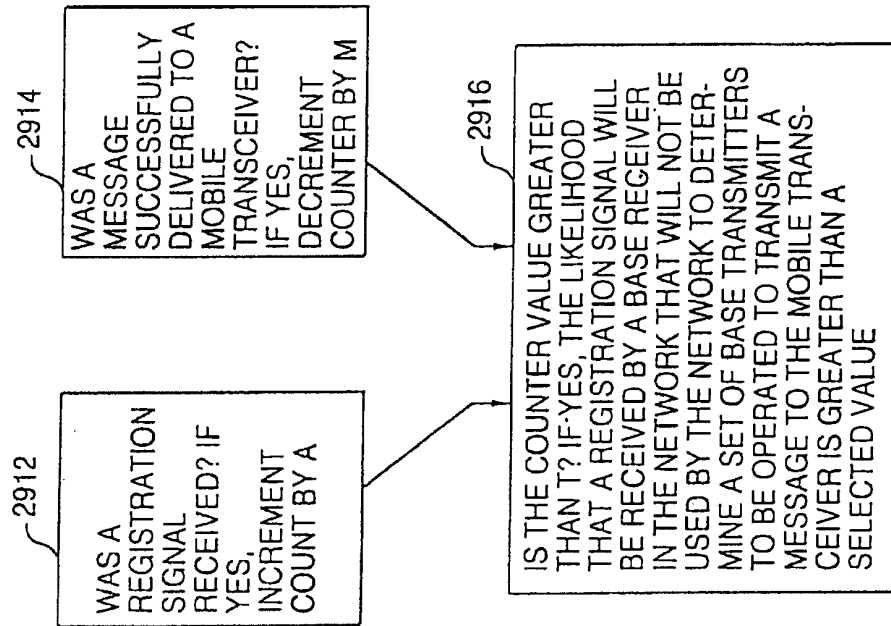 2912
WAS A
REGISTRATION
SIGNAL
RECEIVED? IF
YES,
INCREMENT
COUNT BY A
2914
WAS A
MESSAGE
SUCCESSFULLY
DELIVERED TO A
MOBILE
TRANSCEIVER?
IF YES,
DECREMENT
COUNTER BY M
2916
IS THE COUNTER VALUE GREATER
THAN T? IF YES, THE LIKELIHOOD
THAT A REGISTRATION SIGNAL WILL
BE RECEIVED BY A BASE RECEIVER
IN THE NETWORK THAT WILL NOT BE
USED BY THE NETWORK TO DETER-
MINE A SET OF BASE TRANSMITTERS
TO BE OPERATED TO TRANSMIT A
MESSAGE TO THE MOBILE TRANS-
CEIVER IS GREATER THAN A
SELECTED VALUE